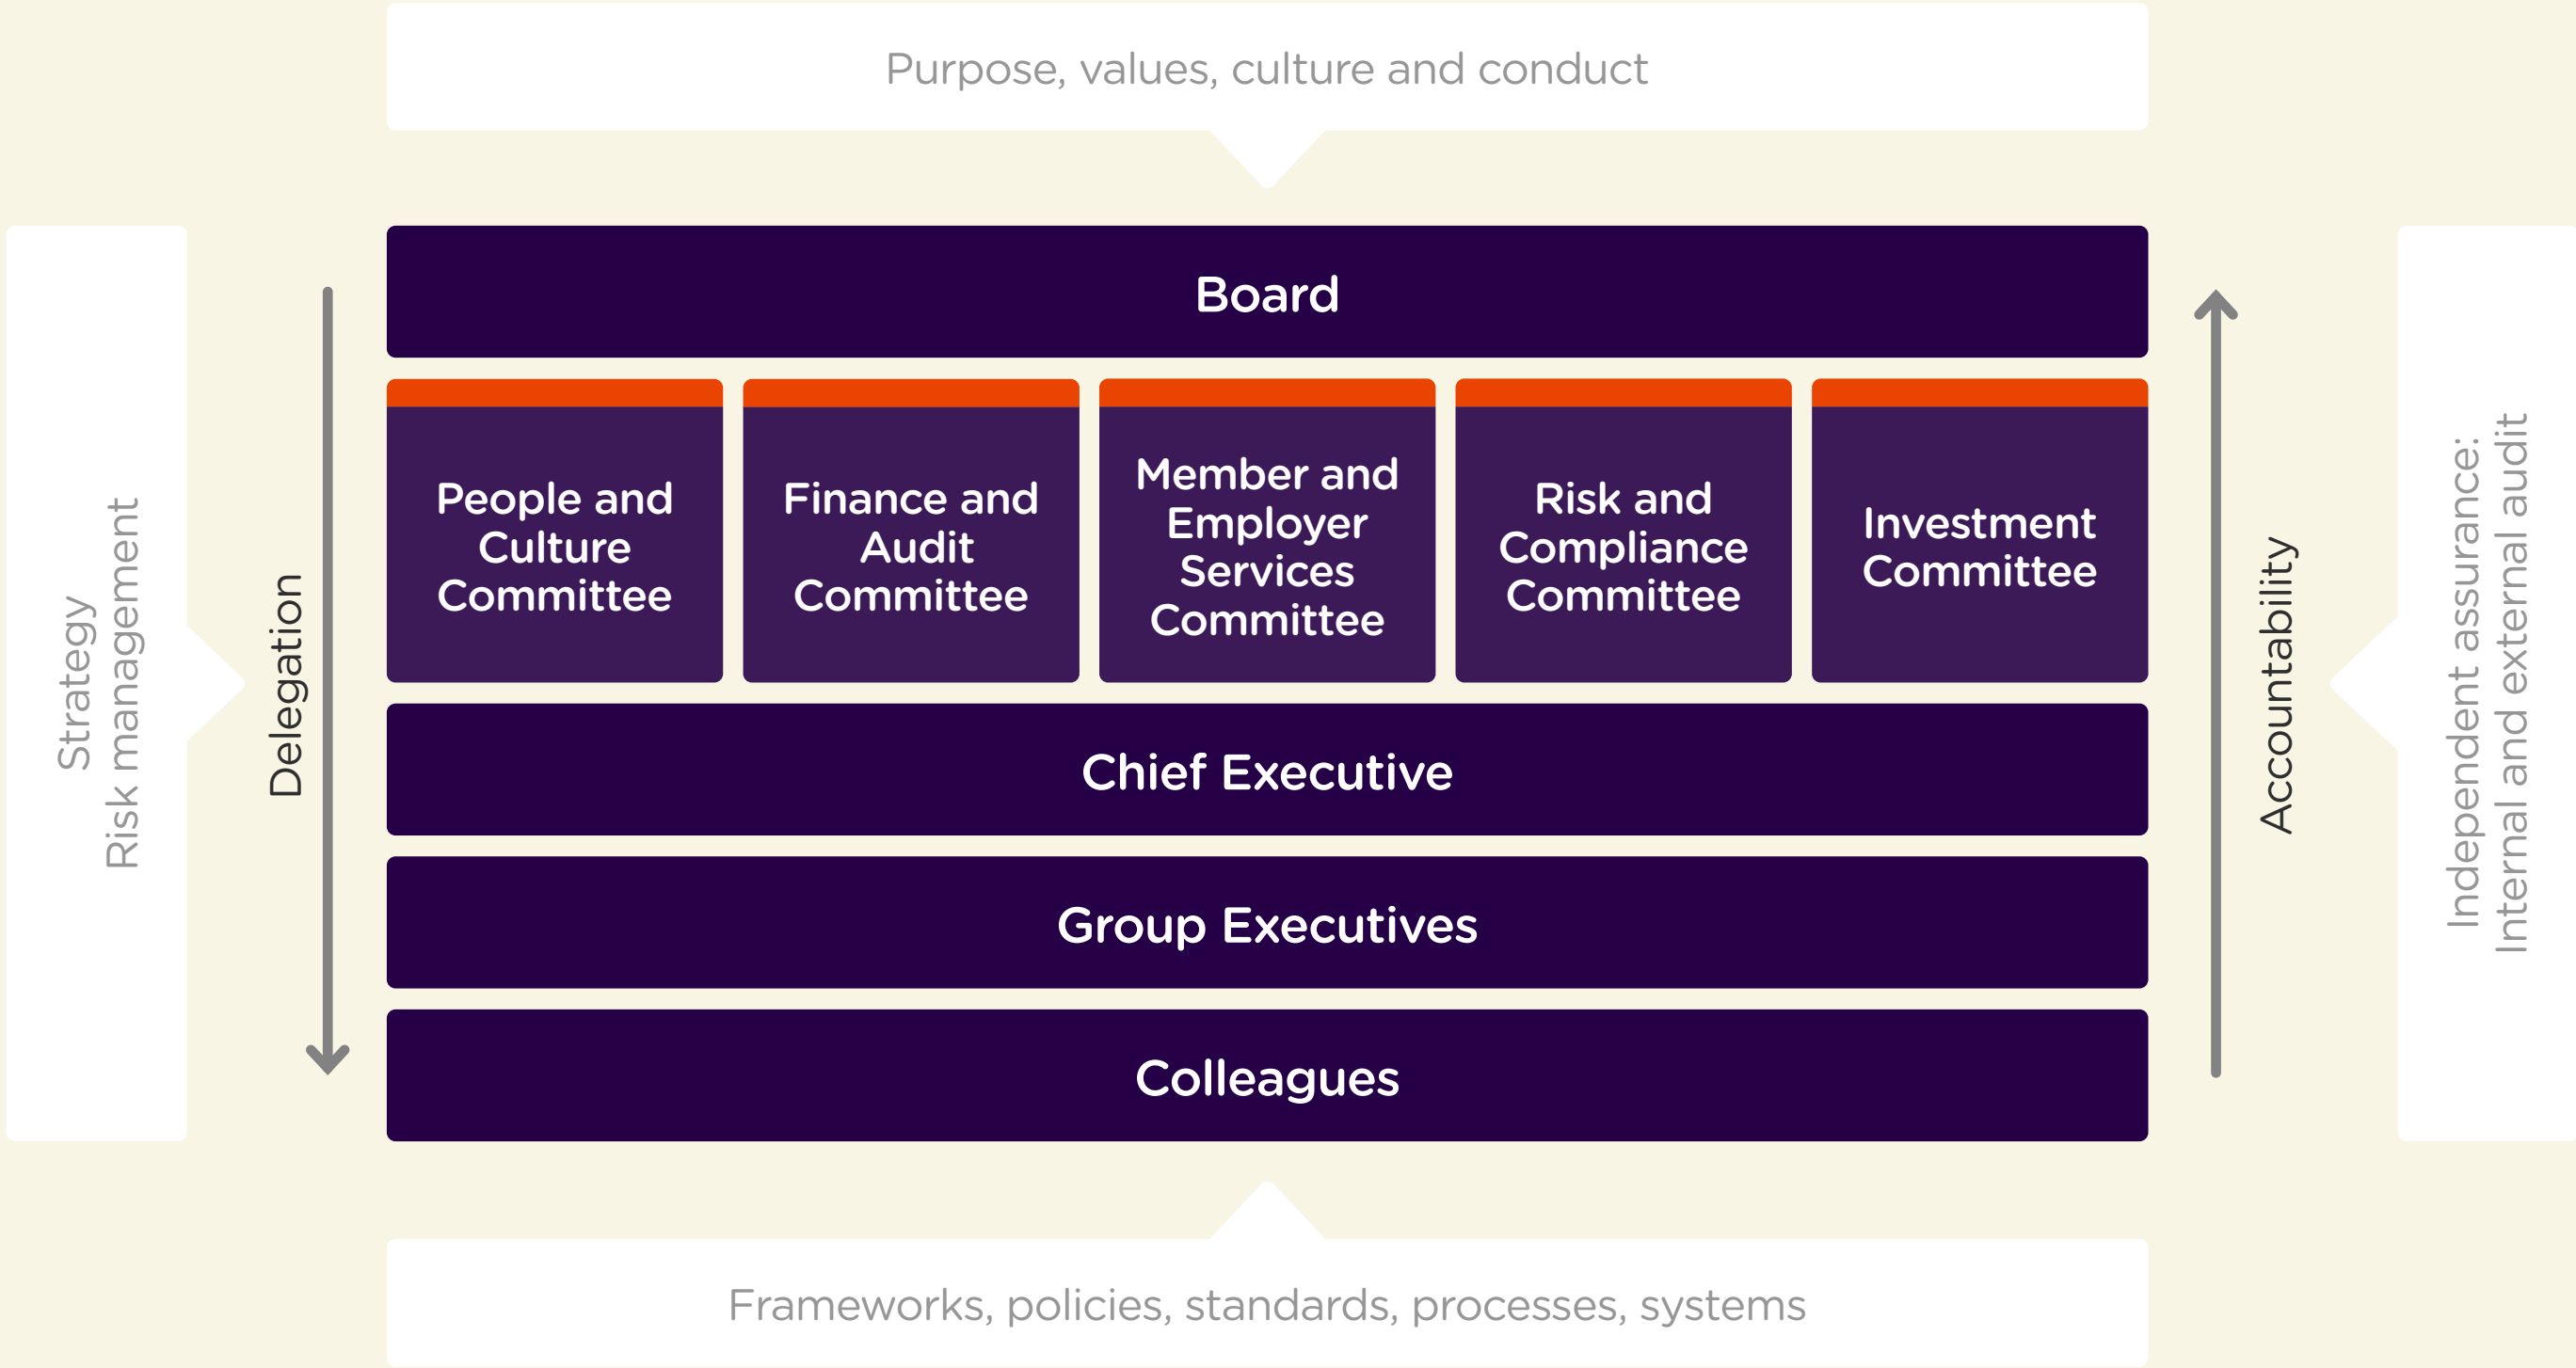 Purpose, values, culture and conduct
Strategy
Risk management
Delegation
Board
People and
Culture
Committee
Finance and
Audit
Committee
Member and
Employer
Services
Committee
Risk and
Compliance
Committee
Investment
Committee
Chief Executive
Group Executives
Colleagues
Accountability
Independent assurance:
Internal and external audit
Frameworks, policies, standards, processes, systems